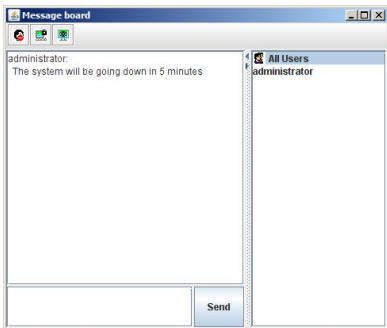 Message board
administrator:
The system will be going down in 5 minutes
All Users
administrator
Send